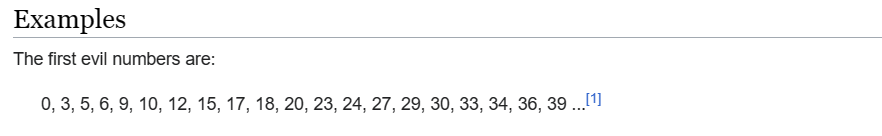 Examples
The first evil numbers are:
0, 3, 5, 6, 9, 10, 12, 15, 17, 18, 20, 23, 24, 27, 29, 30, 33, 34, 36, 39 ...[1]